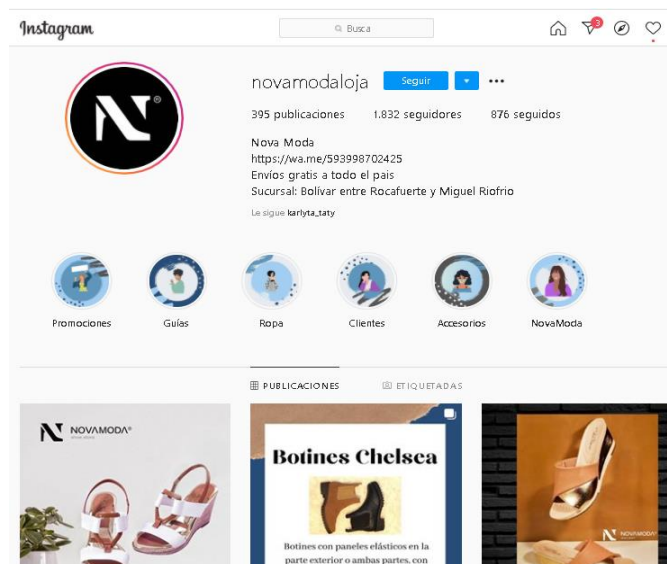 Instagram
Busca
3
novamodaloja
Seguir
395 publicaciones 1.832 seguidores 876 seguidos
Nova Moda
https://wa.me/593998702425
Envíos gratis a todo el pais
Sucursal: Bolívar entre Rocafuerte y Miguel Riofrio
Le sigue karlyta_taty
Promociones Guías Ropa Clientes Accesorios NovaModa
PUBLICACIONES ETIQUETADAS
NOVAMODA®
Botines Chelsea
Botines con paneles elásticos en la
parte exterior o ambas partes, con
NOVAMODA